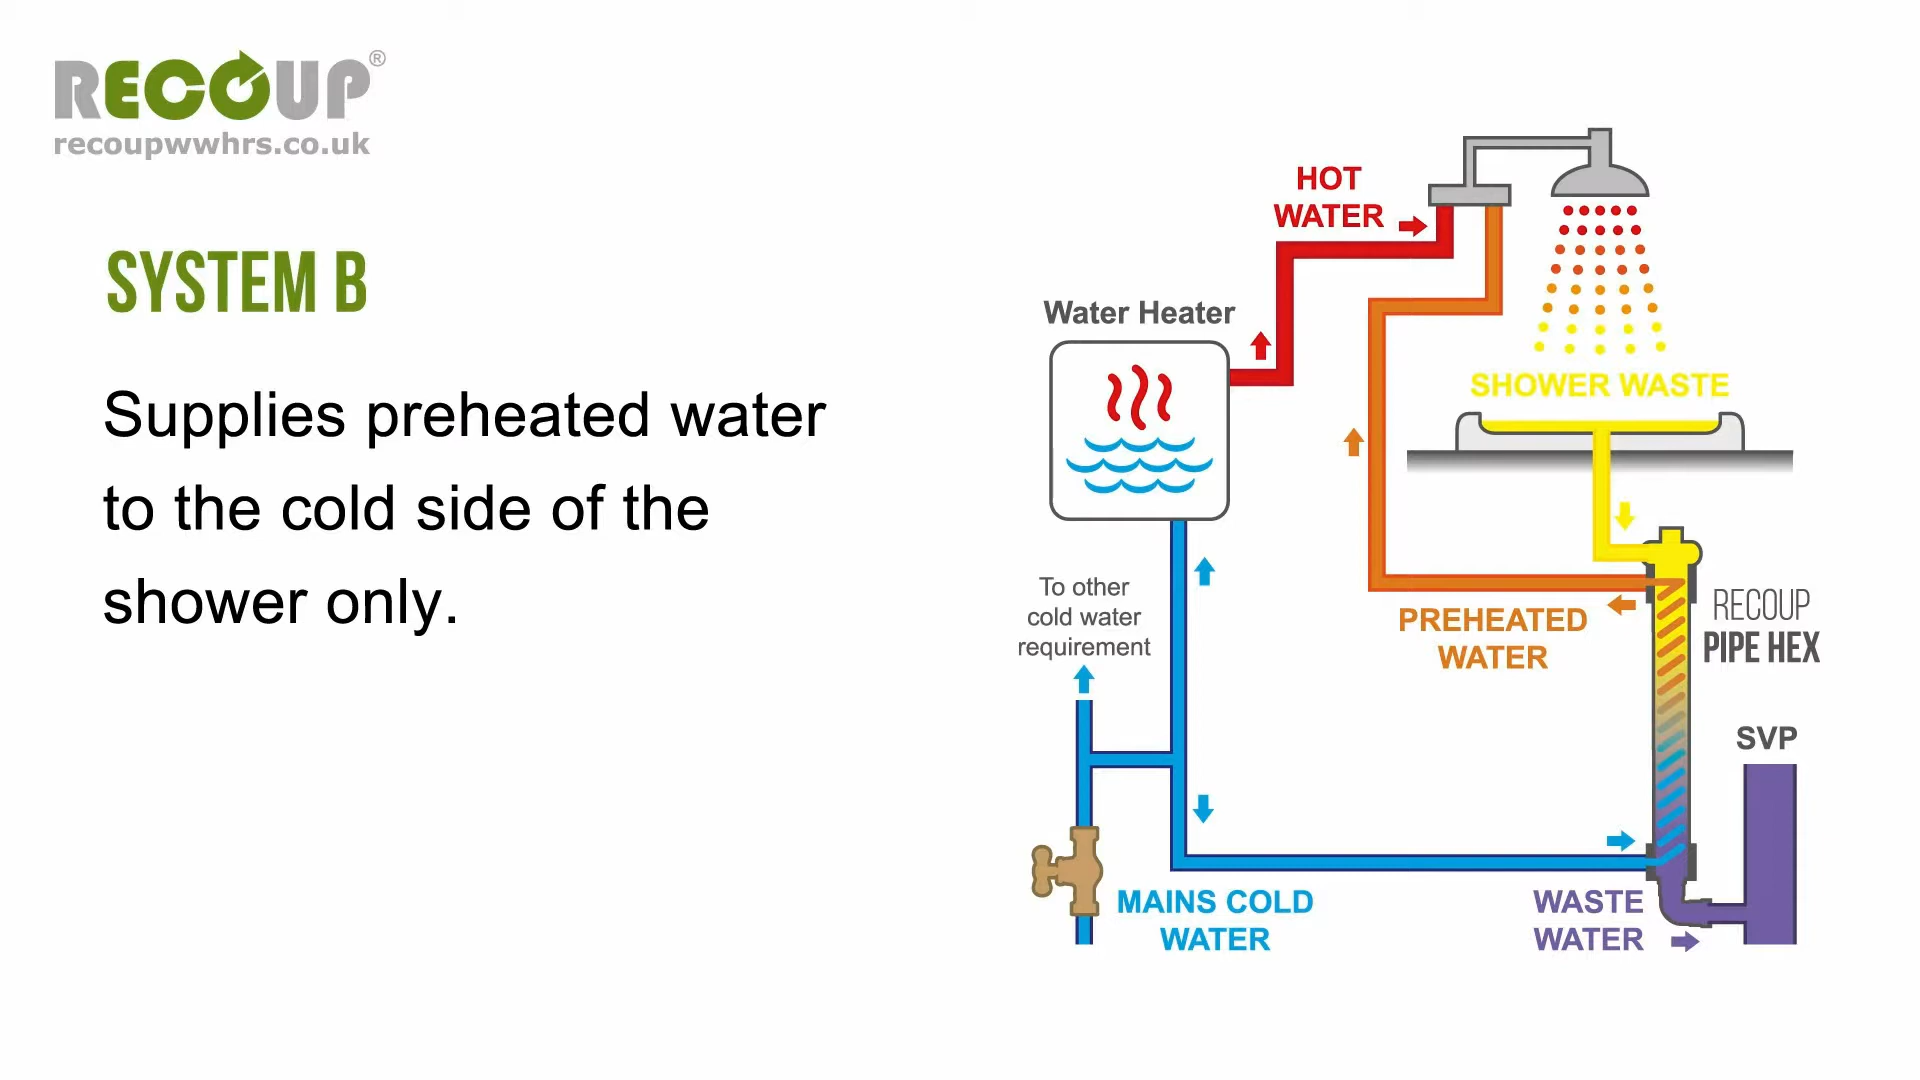 RECOUP®
recoupwwhrs.co.uk
SYSTEM B
Supplies preheated water
to the cold side of the
shower only.
HOT
WATER
Water Heater
SHOWER WASTE
To other
cold water
requirement
PREHEATED
WATER
RECOUP
PIPE HEX
SVP
MAINS COLD
WATER
WASTE
WATER